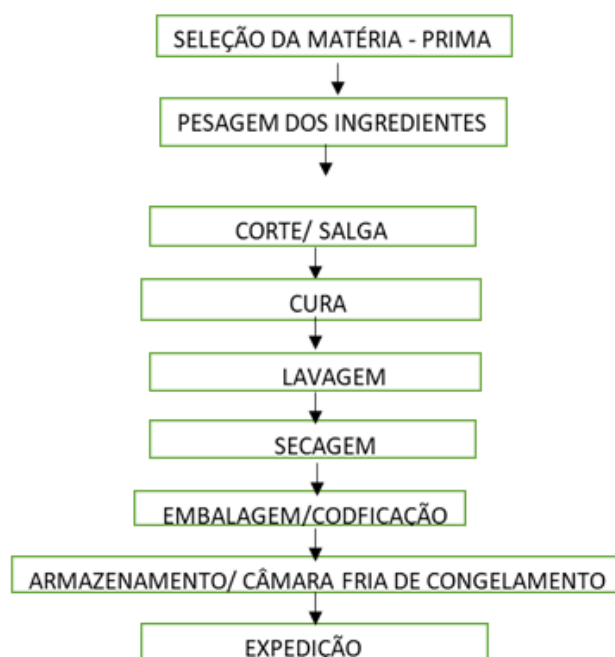 SELEÇÃO DA MATÉRIA - PRIMA
PESAGEM DOS INGREDIENTES
CORTE/ SALGA
CURA
LAVAGEM
SECAGEM
EMBALAGEM/CODFICAÇÃO
ARMAZENAMENTO/ CÂMARA FRIA DE CONGELAMENTO
EXPEDIÇÃO